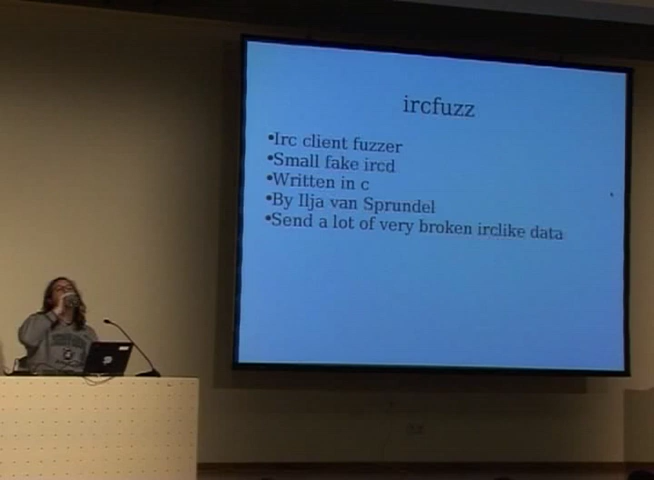 ircfuzz
•Irc client fuzzer
•Small fake ircd
•Written in c
•By Ilja van Sprundel
•Send a lot of very broken irclike data